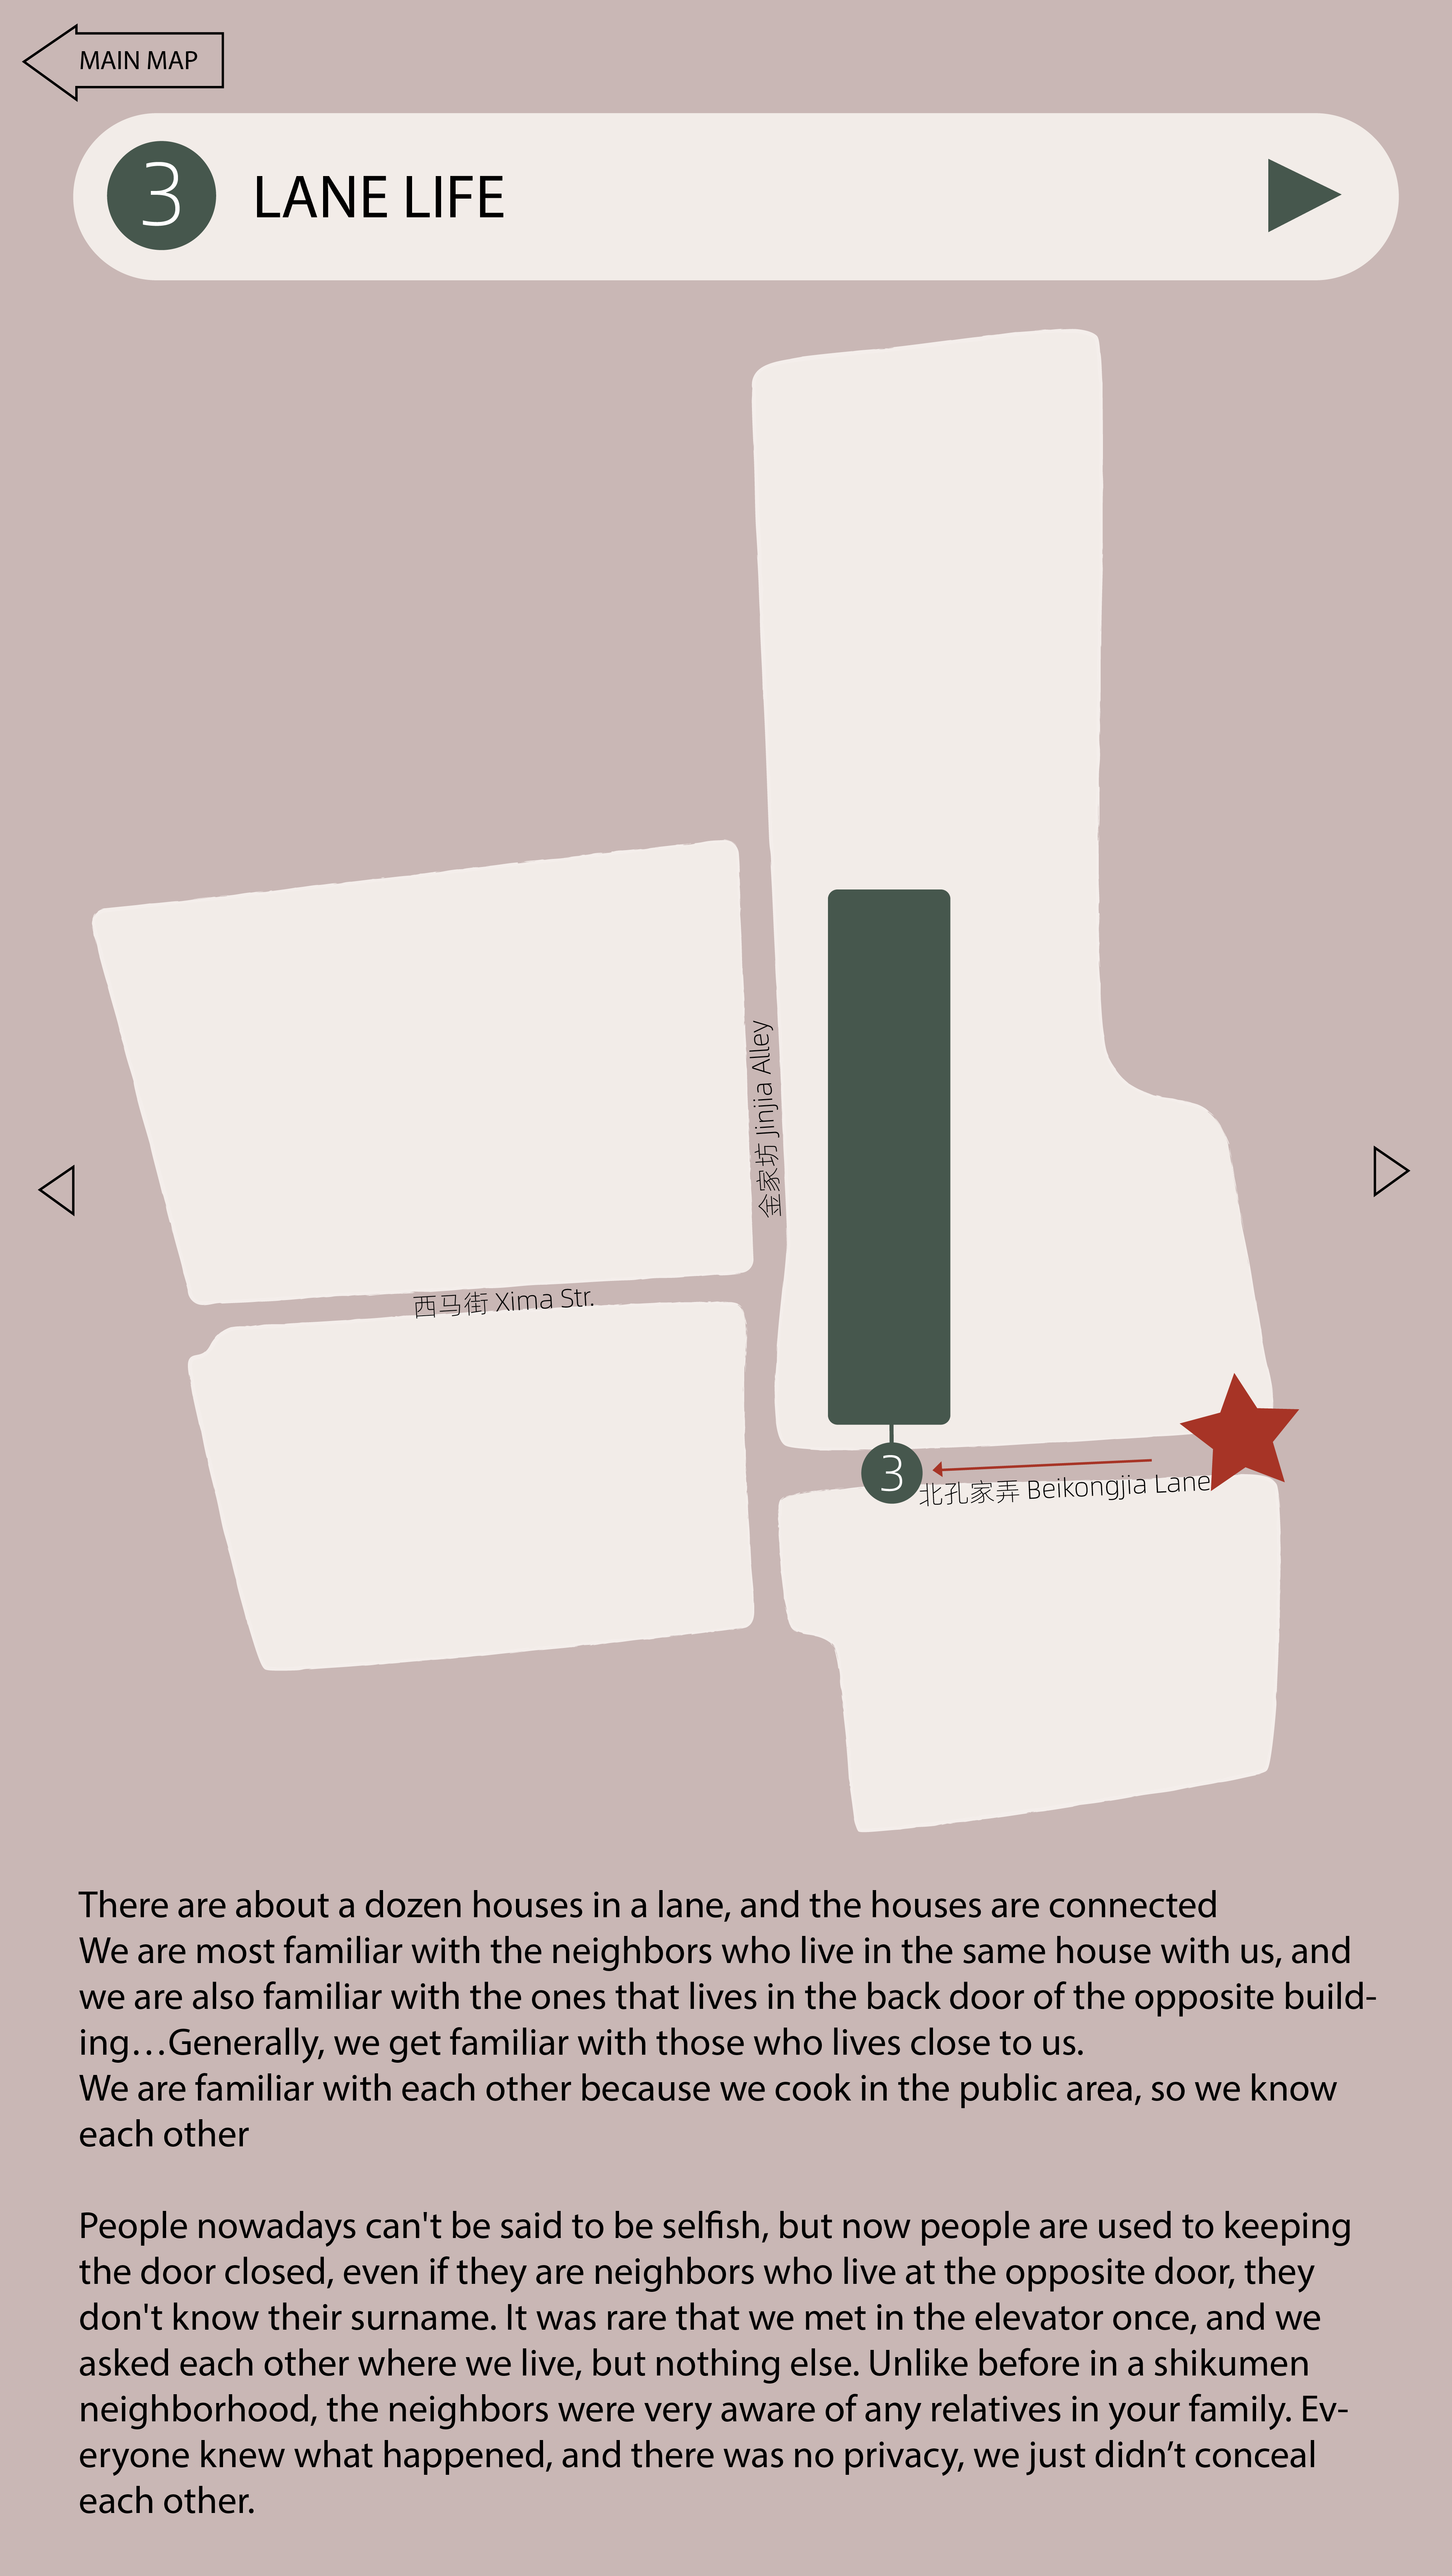 MAIN MAP
3 LANE LIFE
金家坊 Jinjia Alley
西马街 Xima Str.
3
北孔家弄 Beikongjia Lane
There are about a dozen houses in a lane, and the houses are connected
We are most familiar with the neighbors who live in the same house with us, and
we are also familiar with the ones that lives in the back door of the opposite build-
ing…Generally, we get familiar with those who lives close to us.
We are familiar with each other because we cook in the public area, so we know
each other
People nowadays can't be said to be selfish, but now people are used to keeping
the door closed, even if they are neighbors who live at the opposite door, they
don't know their surname. It was rare that we met in the elevator once, and we
asked each other where we live, but nothing else. Unlike before in a shikumen
neighborhood, the neighbors were very aware of any relatives in your family. Ev-
eryone knew what happened, and there was no privacy, we just didn’t conceal
each other.